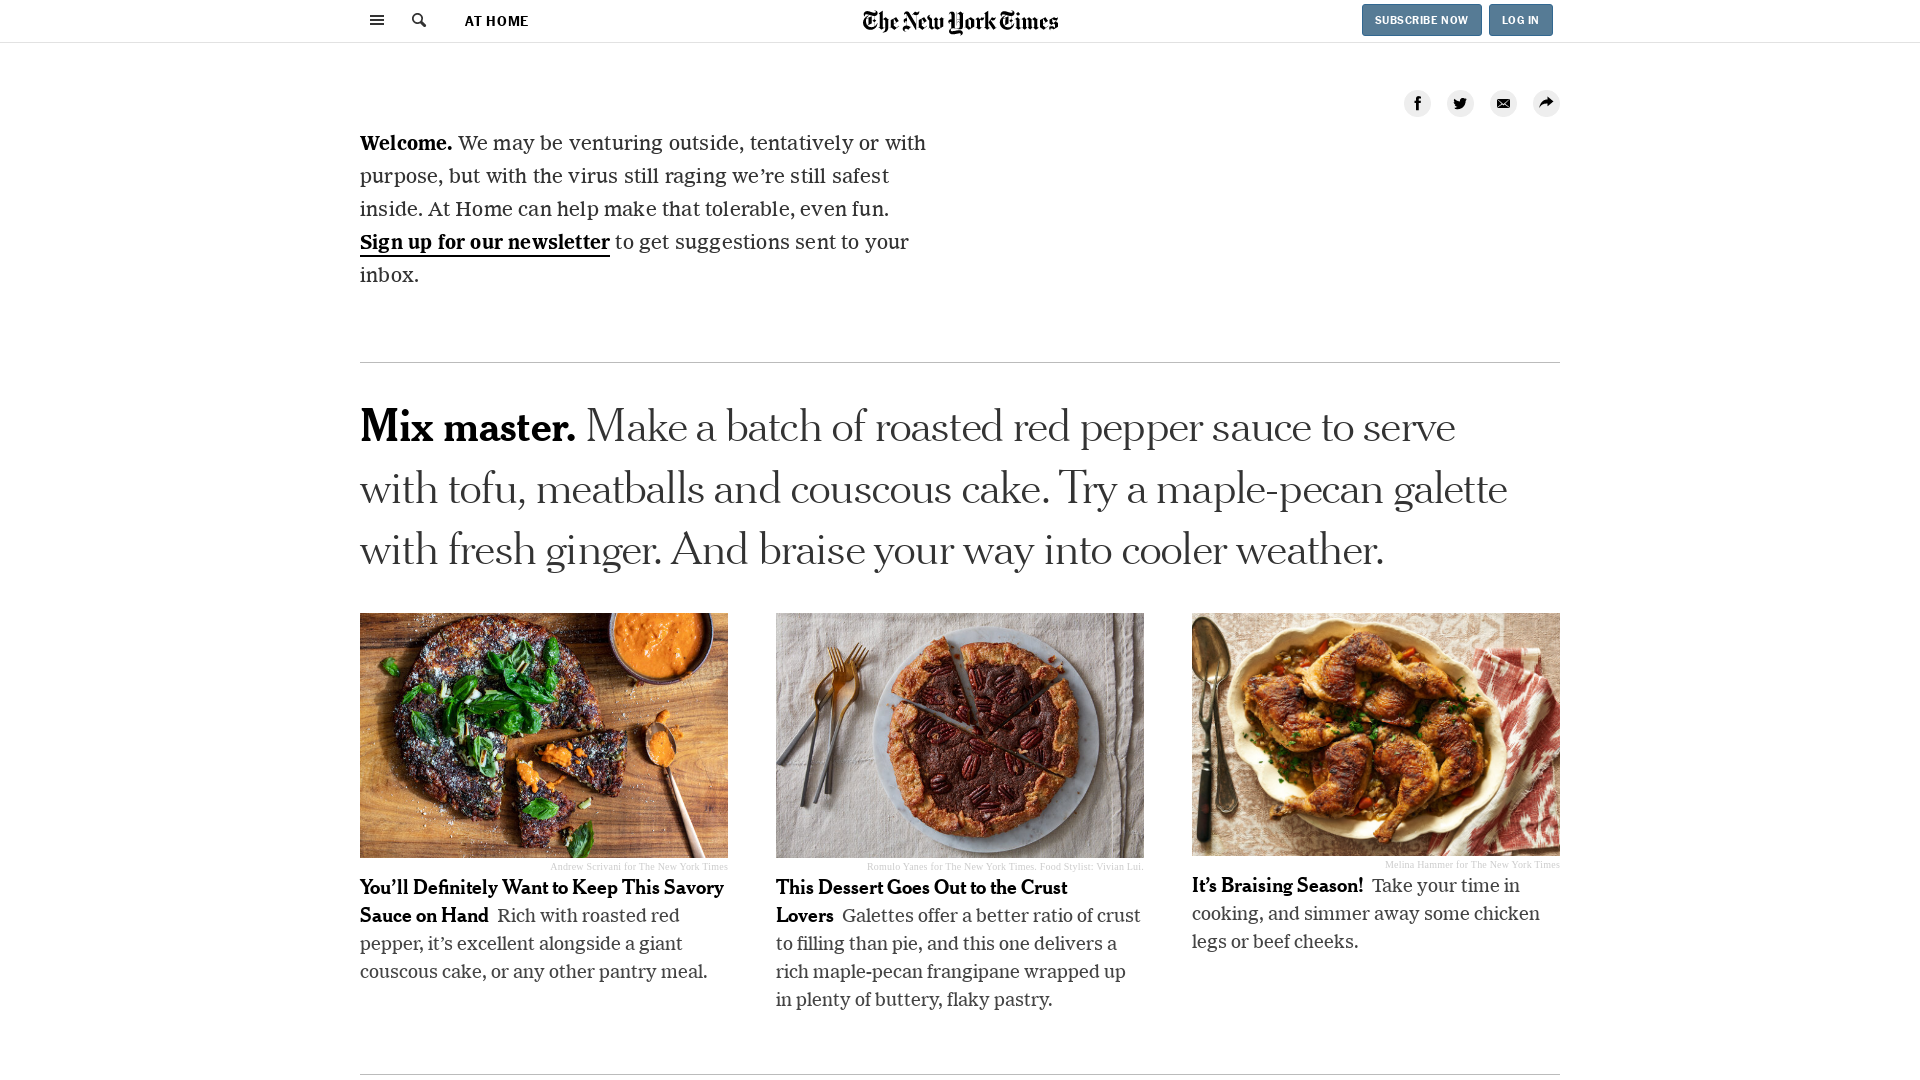 AT HOME
The New York Times
SUBSCRIBE NOW
LOG IN
Welcome. We may be venturing outside, tentatively or with
purpose, but with the virus still raging we’re still safest
inside. At Home can help make that tolerable, even fun.
Sign up for our newsletter to get suggestions sent to your
inbox.
Mix master. Make a batch of roasted red pepper sauce to serve
with tofu, meatballs and couscous cake. Try a maple-pecan galette
with fresh ginger. And braise your way into cooler weather.
Andrew Scrivani for The New York Times
You’ll Definitely Want to Keep This Savory
Sauce on Hand Rich with roasted red
pepper, it’s excellent alongside a giant
couscous cake, or any other pantry meal.
Romulo Yanes for The New York Times. Food Stylist: Vivian Lui.
This Dessert Goes Out to the Crust
Lovers Galettes offer a better ratio of crust
to filling than pie, and this one delivers a
rich maple-pecan frangipane wrapped up
in plenty of buttery, flaky pastry.
Melina Hammer for The New York Times
It’s Braising Season! Take your time in
cooking, and simmer away some chicken
legs or beef cheeks.